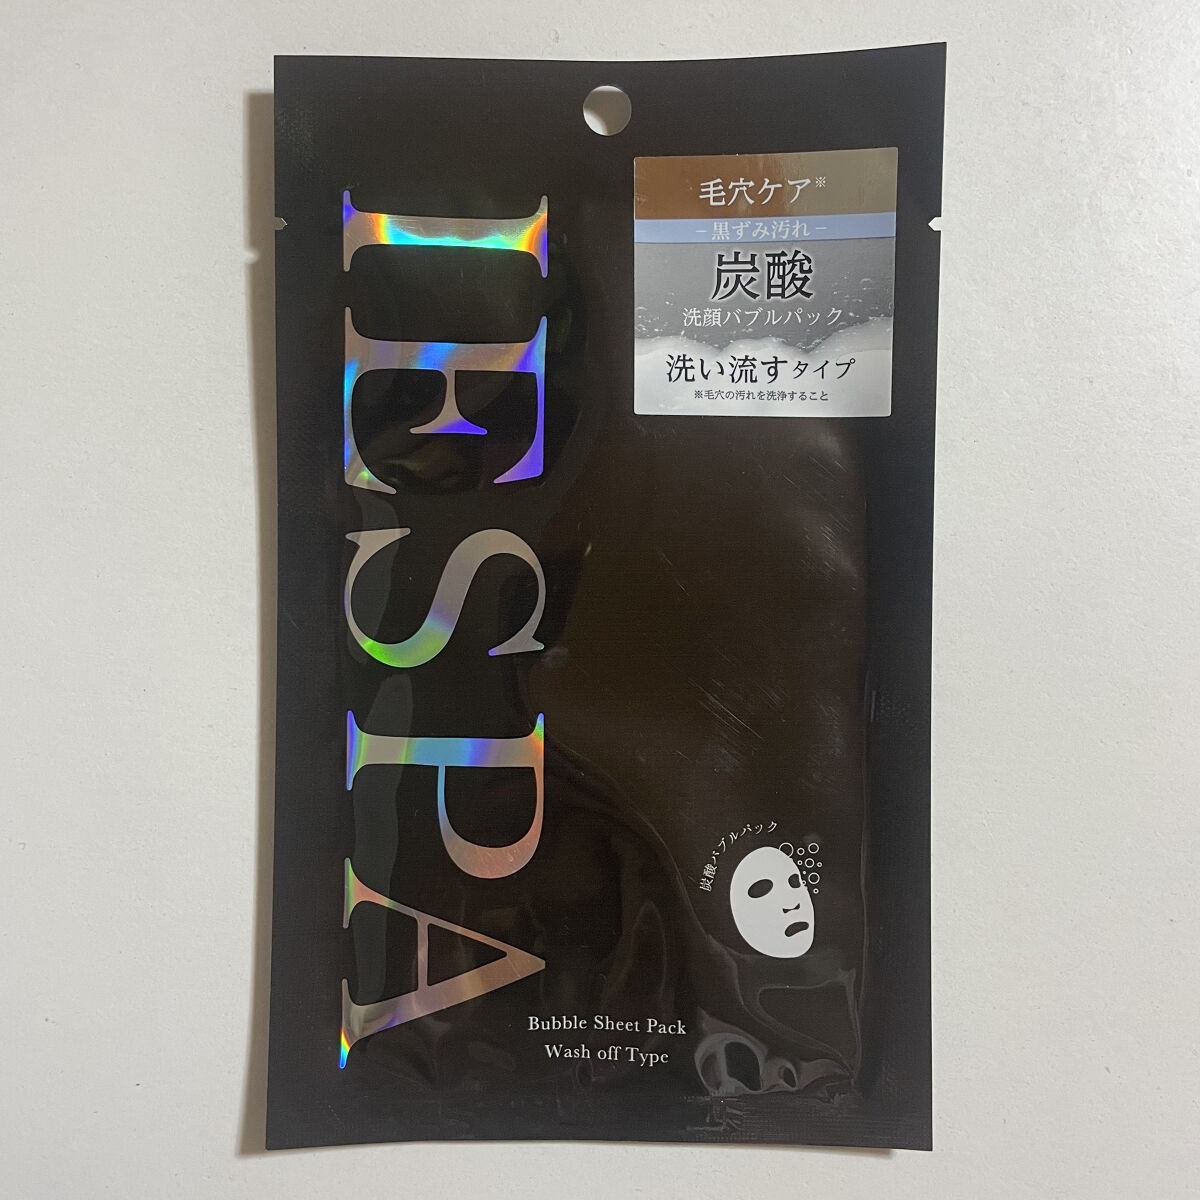 毛穴ケア※
-黒ずみ汚れ-
炭酸
洗顔バブルパック
洗い流すタイプ
※毛穴の汚れを洗浄すること
IESPA
炭酸バブルパック
Bubble Sheet Pack
Wash off Type